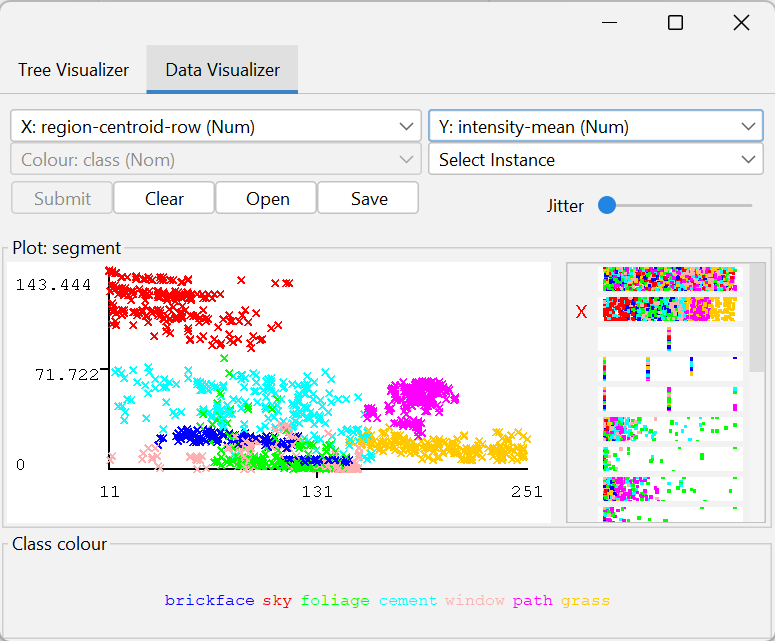 Tree Visualizer Data Visualizer
X: region-centroid-row (Num) Y: intensity-mean (Num)
Colour: class (Nom) Select Instance
Submit Clear Open Save Jitter
Plot: segment
143.444
X
71.722
0
11 131 251
Class colour
brickface sky foliage cement window path grass